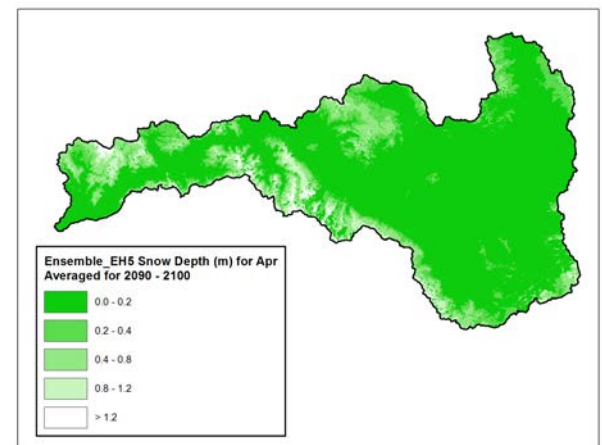 Ensemble_EH5 Snow Depth (m) for Apr
Averaged for 2090 - 2100
0.0 - 0.2
0.2 - 0.4
0.4 - 0.8
0.8 - 1.2
> 1.2